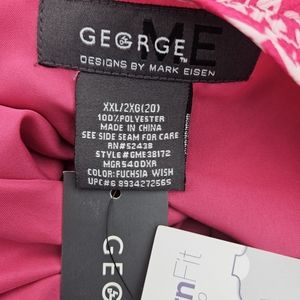 GEORGE
ME
DESIGNS BY MARK EISEN
XXL/2XG(20)
100%POLYESTER
MADE IN CHINA
SEE SIDE SEAM FOR CARE
RN#52438
STYLE#GME38172
MGR540DXR
COLOR:FUCHSIA WISH
UPC#6 8934272565
GEORGE
Fit